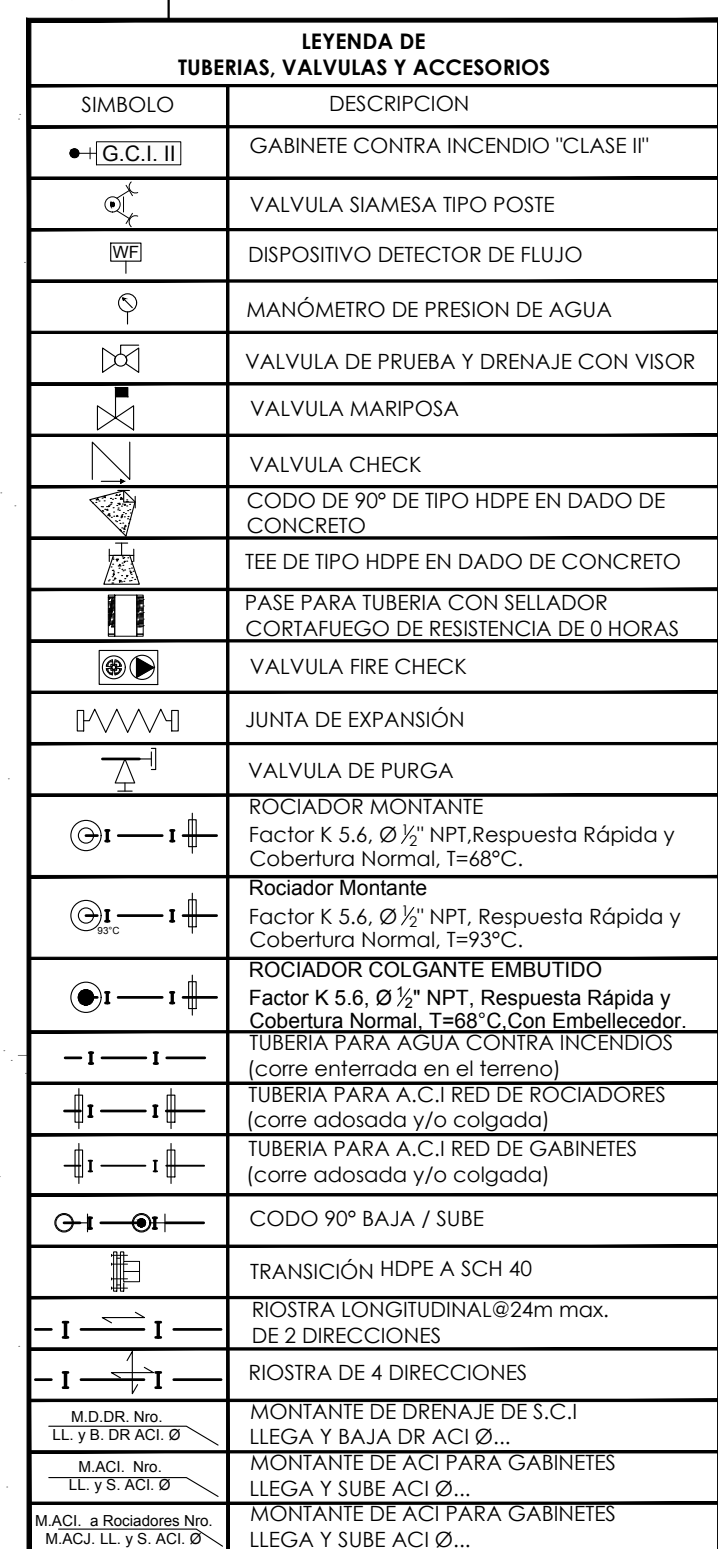 LEYENDA DE
TUBERIAS, VALVULAS Y ACCESORIOS
SIMBOLO DESCRIPCION
G.C.I. II GABINETE CONTRA INCENDIO "CLASE II"
VALVULA SIAMESA TIPO POSTE
WF DISPOSITIVO DETECTOR DE FLUJO
MANÓMETRO DE PRESION DE AGUA
VALVULA DE PRUEBA Y DRENAJE CON VISOR
VALVULA MARIPOSA
VALVULA CHECK
CODO DE 90° DE TIPO HDPE EN DADO DE
CONCRETO
TEE DE TIPO HDPE EN DADO DE CONCRETO
PASE PARA TUBERIA CON SELLADOR
CORTAFUEGO DE RESISTENCIA DE 0 HORAS
VALVULA FIRE CHECK
JUNTA DE EXPANSIÓN
VALVULA DE PURGA
ROCIADOR MONTANTE
I I Factor K 5.6, Ø ½" NPT,Respuesta Rápida y
Cobertura Normal, T=68°C.
Rociador Montante
I I Factor K 5.6, Ø ½" NPT, Respuesta Rápida y
93°C Cobertura Normal, T=93°C.
ROCIADOR COLGANTE EMBUTIDO
I I Factor K 5.6, Ø ½" NPT, Respuesta Rápida y
Cobertura Normal, T=68°C,Con Embellecedor.
I I TUBERIA PARA AGUA CONTRA INCENDIOS
(corre enterrada en el terreno)
I I TUBERIA PARA A.C.I RED DE ROCIADORES
(corre adosada y/o colgada)
I I TUBERIA PARA A.C.I RED DE GABINETES
(corre adosada y/o colgada)
I I CODO 90° BAJA / SUBE
TRANSICIÓN HDPE A SCH 40
I I RIOSTRA LONGITUDINAL@24m max.
DE 2 DIRECCIONES
I I RIOSTRA DE 4 DIRECCIONES
M.D.DR. Nro. MONTANTE DE DRENAJE DE S.C.I
LL. y B. DR ACI. Ø LLEGA Y BAJA DR ACI Ø...
M.ACI. Nro. MONTANTE DE ACI PARA GABINETES
LL. y S. ACI. Ø LLEGA Y SUBE ACI Ø...
M.ACI. a Rociadores Nro. MONTANTE DE ACI PARA GABINETES
M.ACJ. LL. y S. ACI. Ø LLEGA Y SUBE ACI Ø...